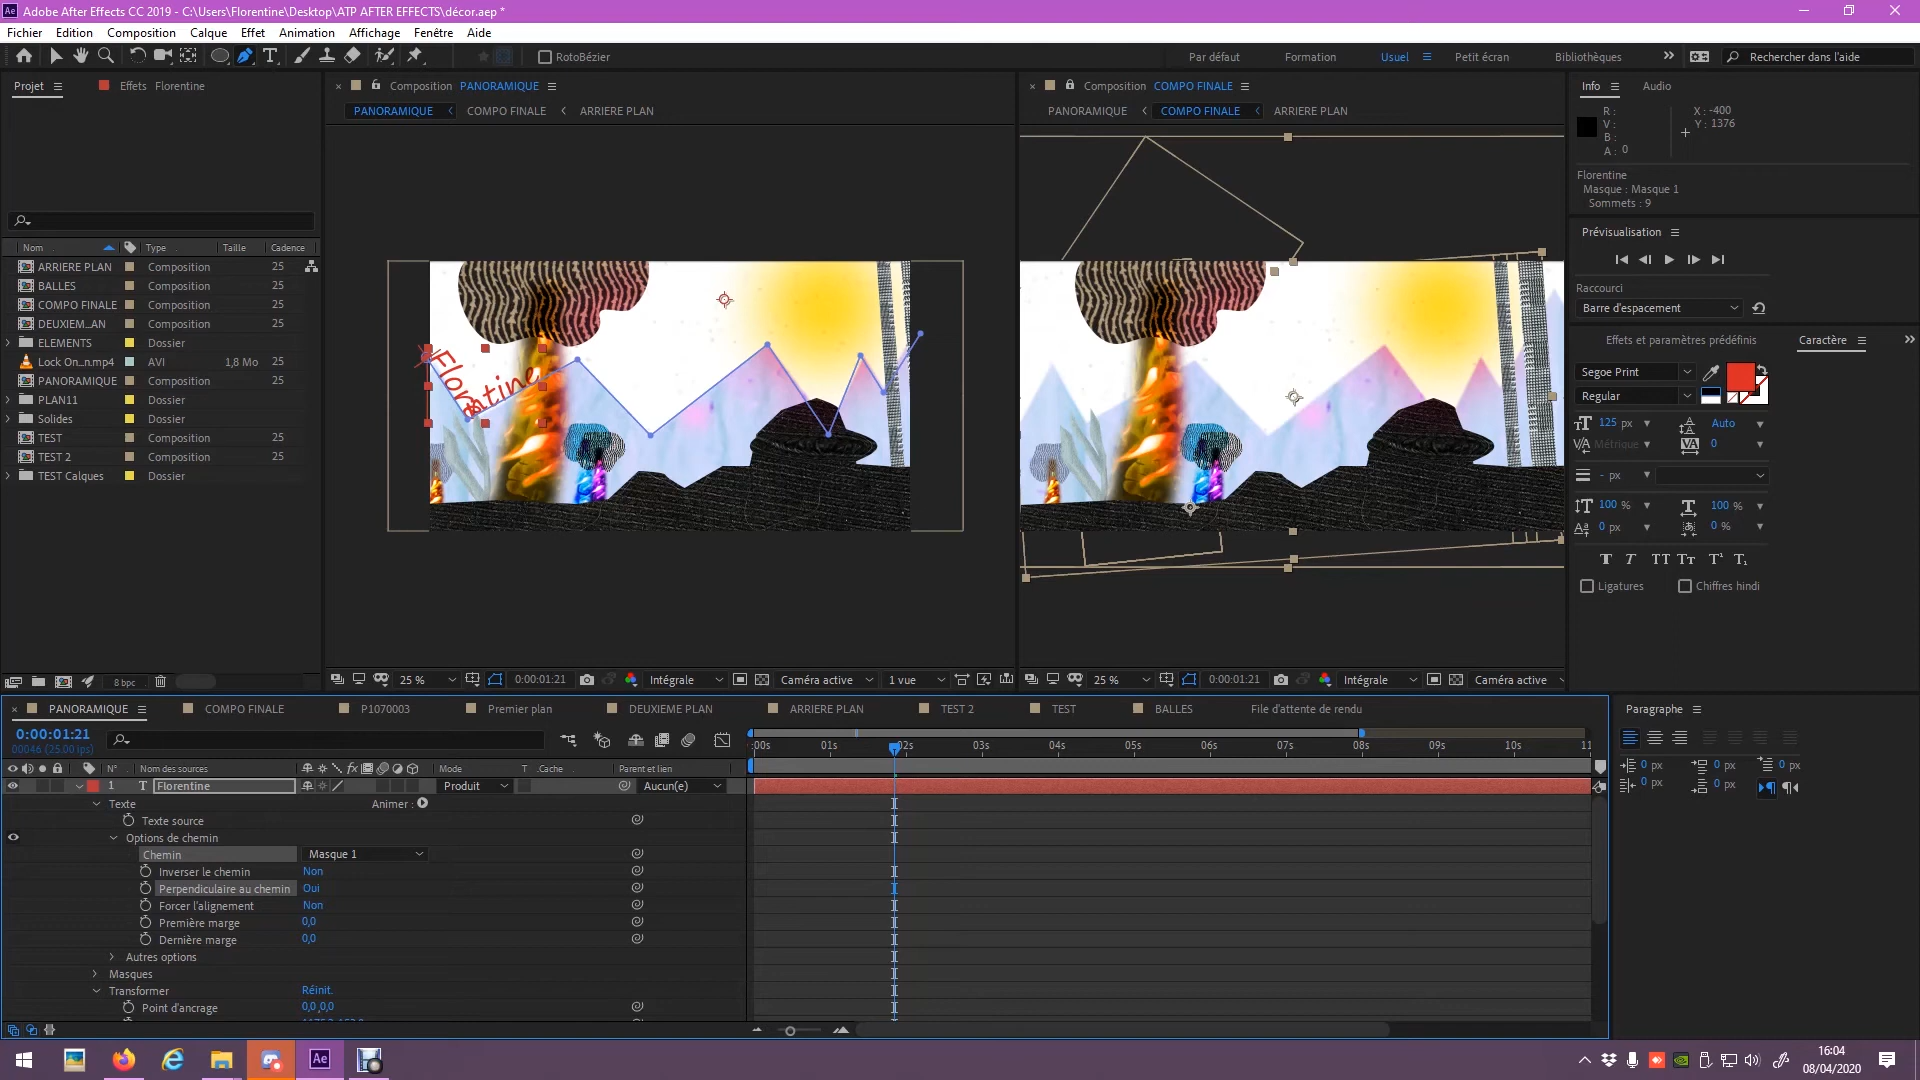 Adobe After Effects CC 2019 - C:\Users\Florentine\Desktop\ATP AFTER EFFECTS\décor.aep *
Fichier Edition Composition Calque Effet Animation Affichage Fenêtre Aide
RotoBézier
Par défaut Formation Usuel Petit écran Bibliothèques Rechercher dans l'aide
Projet Effets Florentine
Composition PANORAMIQUE
PANORAMIQUE COMPO FINALE ARRIERE PLAN
Composition COMPO FINALE
PANORAMIQUE COMPO FINALE ARRIERE PLAN
Info Audio
R :
V :
B :
A : 0
X : -400
Y : 1376
Florentine
Masque : Masque 1
Sommets : 9
Prévisualisation
Raccourci
Barre d'espacement
Effets et paramètres prédéfinis Caractère
Segoe Print
Regular
125 px Auto
Métrique 0
- px
100 % 100 %
0 px 0 %
T T TT Tт T¹ T₁
Ligatures Chiffres hindi
Nom Type Taille Cadence
ARRIERE PLAN Composition 25
BALLES Composition 25
COMPO FINALE Composition 25
DEUXIEM...AN Composition 25
ELEMENTS Dossier
Lock On...n.mp4 AVI 1,8 Mo 25
PANORAMIQUE Composition 25
PLAN11 Dossier
Solides Dossier
TEST Composition 25
TEST 2 Composition 25
TEST Calques Dossier
8 bpc
Florentine
25 % 0:00:01:21 Intégrale Caméra active 1 vue
25 % 0:00:01:21 Intégrale Caméra active
PANORAMIQUE COMPO FINALE P1070003 Premier plan DEUXIEME PLAN ARRIERE PLAN TEST 2 TEST BALLES File d'attente de rendu
0:00:01:21
00046 (25.00 ips)
:00s 01s 02s 03s 04s 05s 06s 07s 08s 09s 10s 11
N° Nom des sources fx Mode T .Cache Parent et lien
1 T Florentine Produit Aucun(e)
Texte Animer :
Texte source
Options de chemin
Chemin Masque 1
Inverser le chemin Non
Perpendiculaire au chemin Oui
Forcer l'alignement Non
Première marge 0,0
Dernière marge 0,0
Autres options
Masques
Transformer Réinit.
Point d'ancrage 0,0,0,0
Paragraphe
0 px 0 px 0 px
0 px 0 px
Ae
16:04
08/04/2020